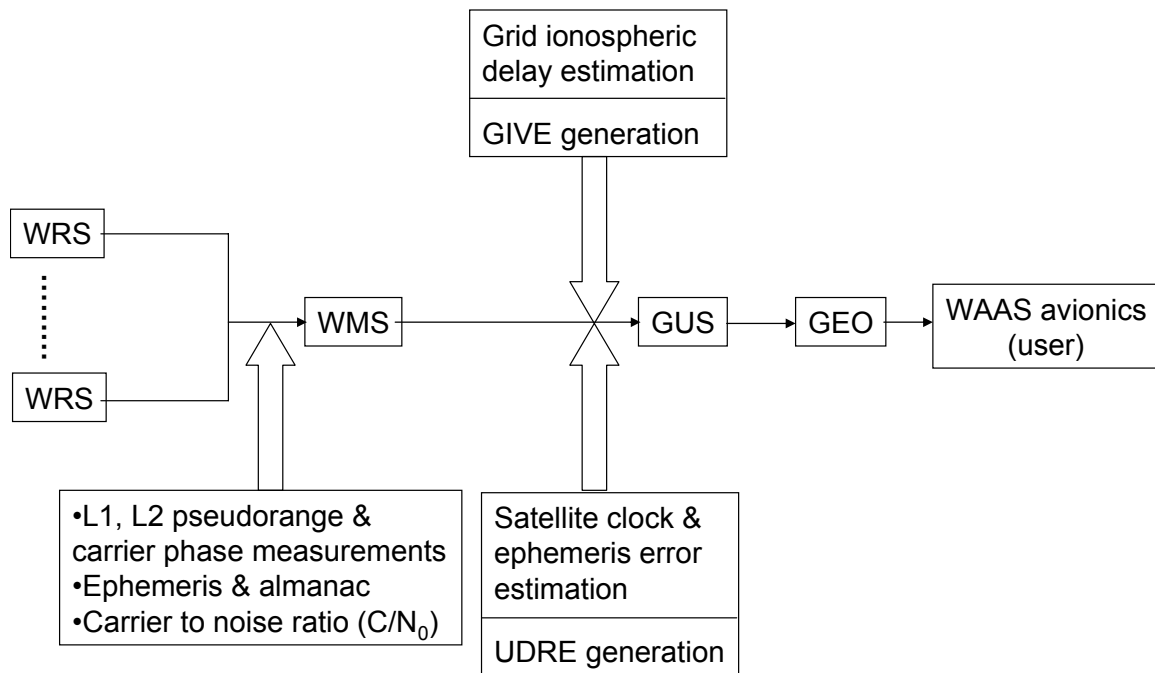 Grid ionospheric
delay estimation
GIVE generation
WRS
WRS
WMS
GUS
GEO
WAAS avionics
(user)
•L1, L2 pseudorange &
carrier phase measurements
•Ephemeris & almanac
•Carrier to noise ratio (C/N0)
Satellite clock &
ephemeris error
estimation
UDRE generation